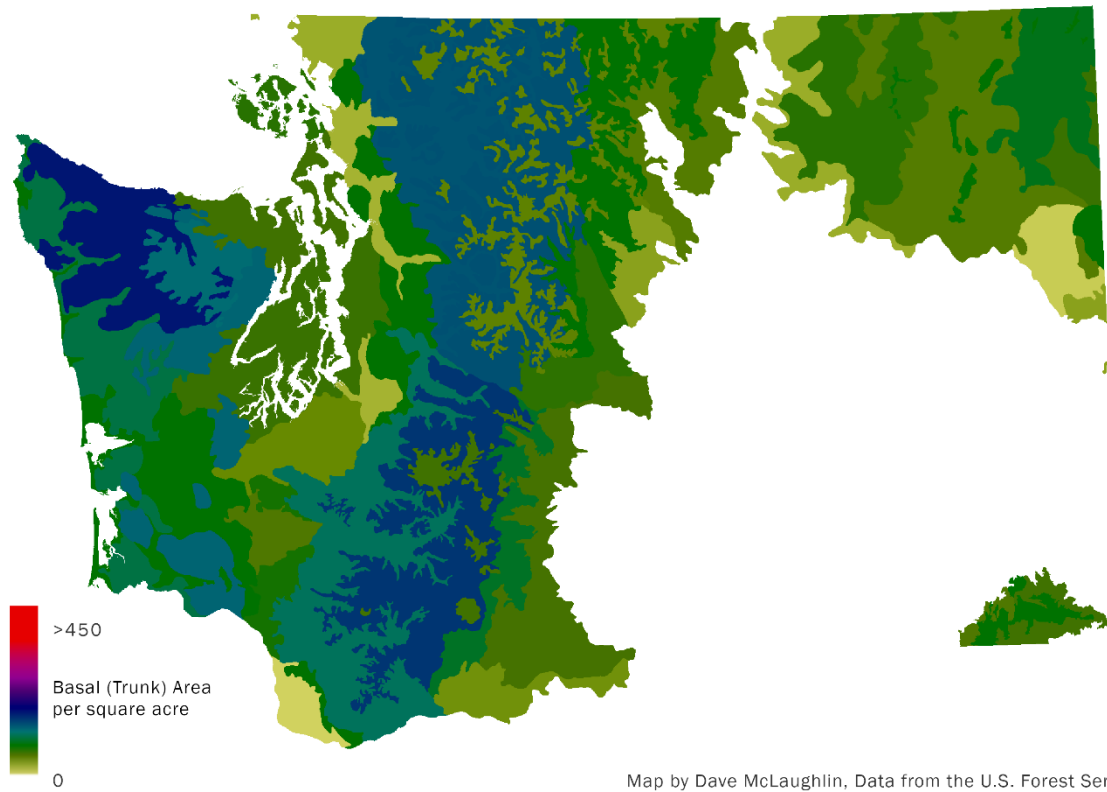 >450
Basal (Trunk) Area
per square acre
0
Map by Dave McLaughlin, Data from the U.S. Forest Ser